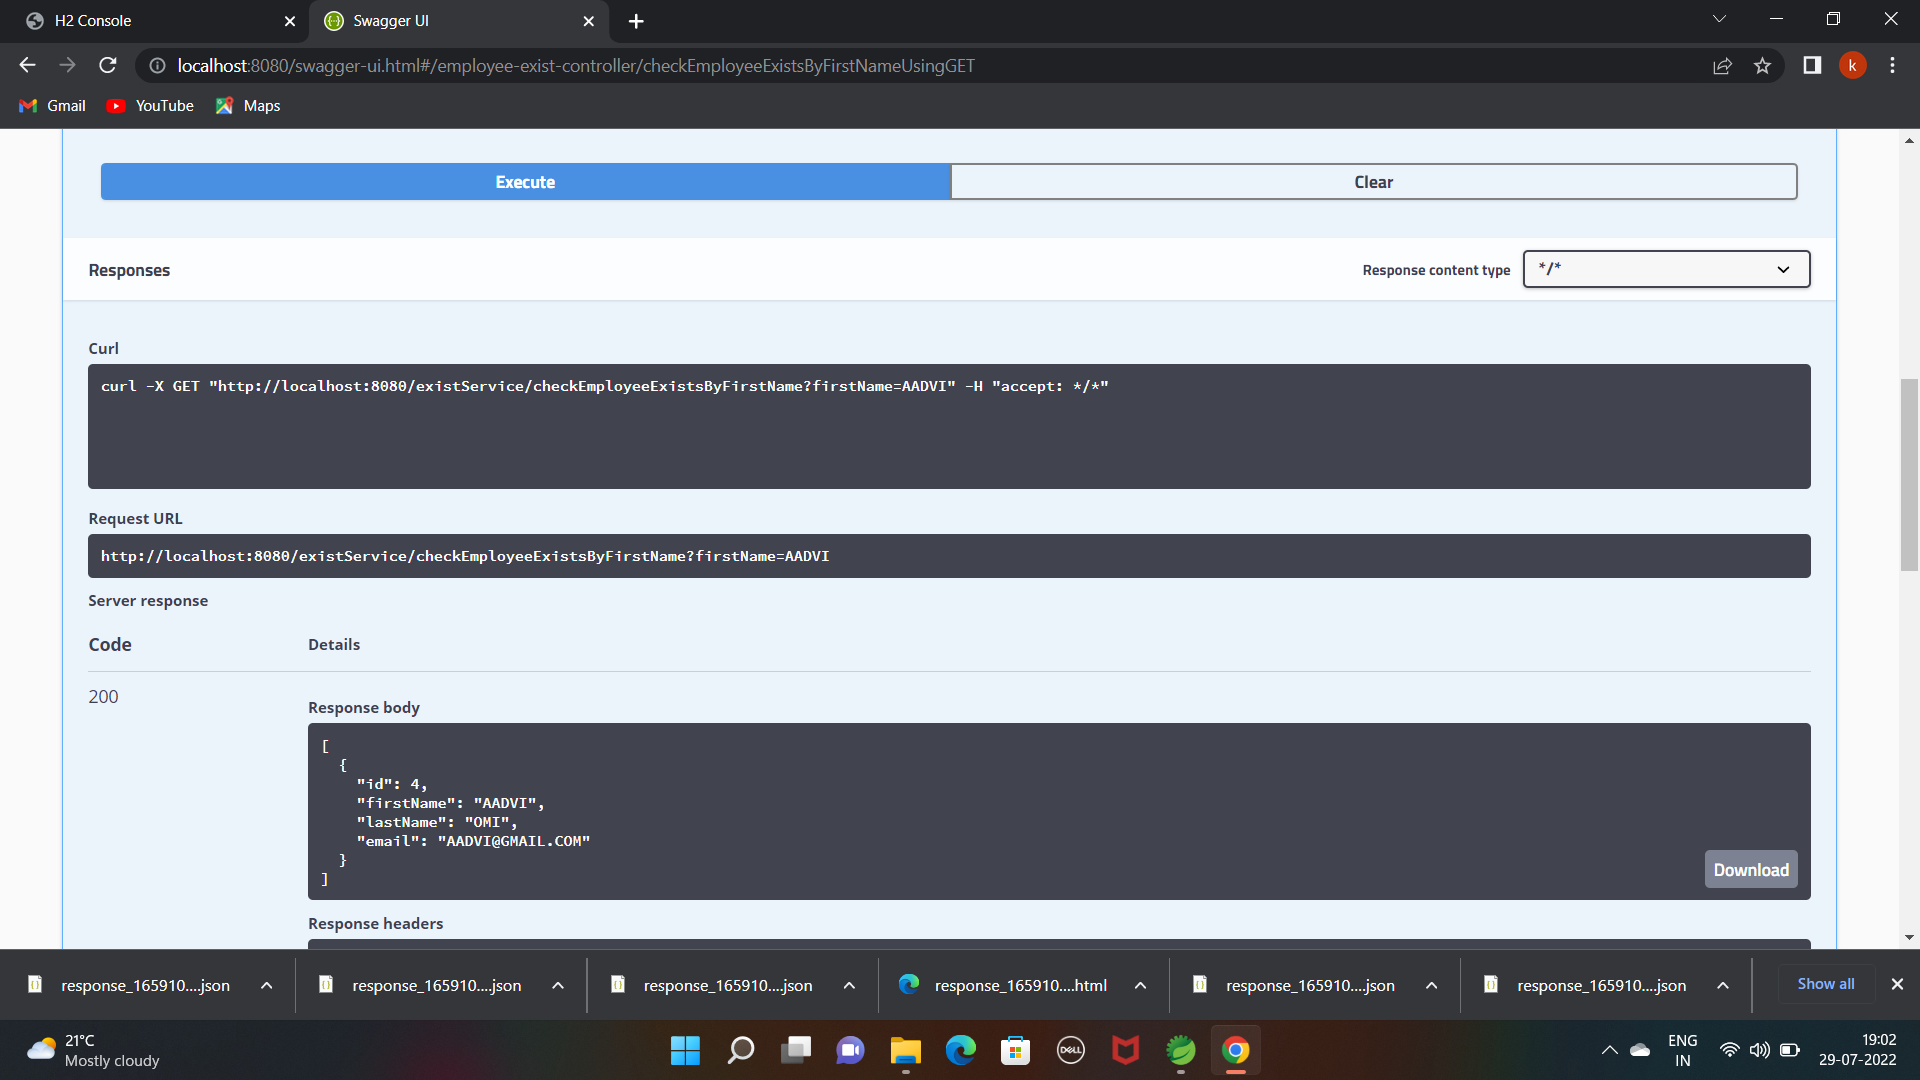 H2 Console
Swagger UI
localhost:8080/swagger-ui.html#/employee-exist-controller/checkEmployeeExistsByFirstNameUsingGET
k
Gmail
YouTube
Maps
Execute
Clear
Responses
Response content type
*/*
Curl
curl -X GET "http://localhost:8080/existService/checkEmployeeExistsByFirstName?firstName=AADVI" -H "accept: */*"
Request URL
http://localhost:8080/existService/checkEmployeeExistsByFirstName?firstName=AADVI
Server response
Code
Details
200
Response body
[
{
"id": 4,
"firstName": "AADVI",
"lastName": "OMI",
"email": "AADVI@GMAIL.COM"
}
]
Download
Response headers
response_165910....json
response_165910....json
response_165910....json
response_165910....html
response_165910....json
response_165910....json
Show all
21°C
Mostly cloudy
DELL
ENG
IN
19:02
29-07-2022